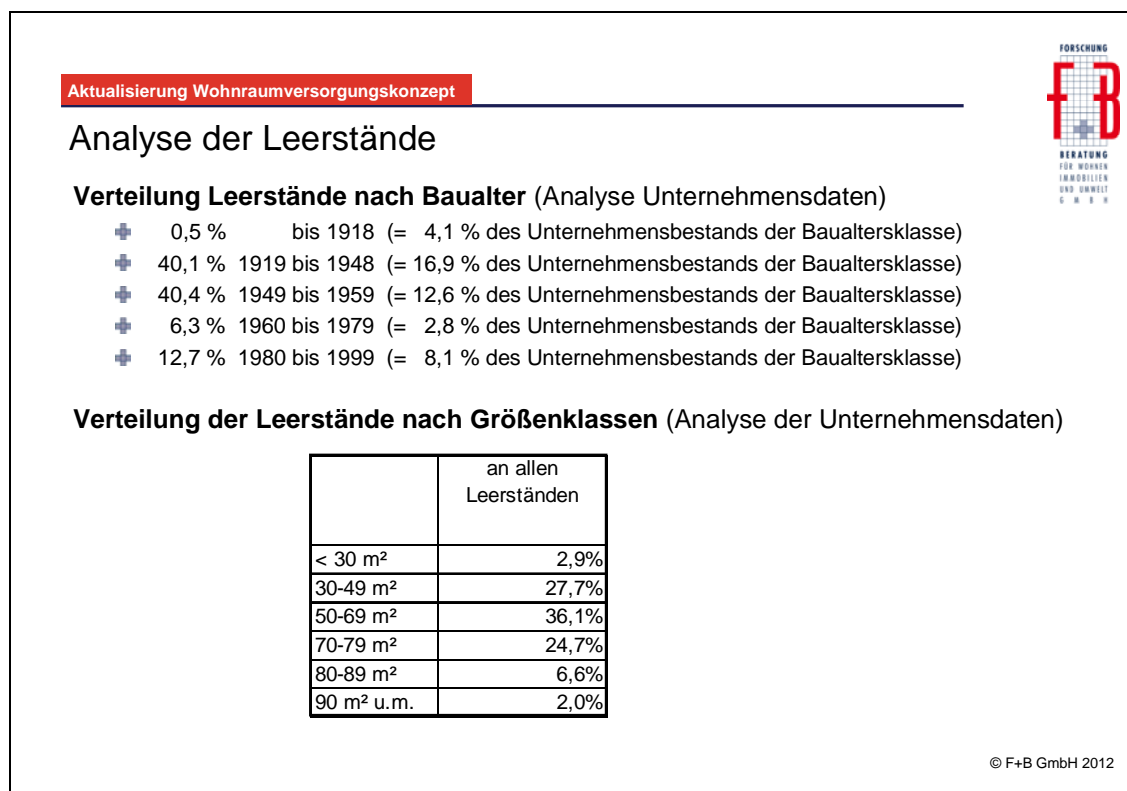 FORSCHUNG
F+B
BERATUNG
FÜR WOHNEN
IMMOBILIEN
UND UMWELT
G M B H
Aktualisierung Wohnraumversorgungskonzept
Analyse der Leerstände
Verteilung Leerstände nach Baualter (Analyse Unternehmensdaten)
0,5 % bis 1918 (= 4,1 % des Unternehmensbestands der Baualtersklasse)
40,1 % 1919 bis 1948 (= 16,9 % des Unternehmensbestands der Baualtersklasse)
40,4 % 1949 bis 1959 (= 12,6 % des Unternehmensbestands der Baualtersklasse)
6,3 % 1960 bis 1979 (= 2,8 % des Unternehmensbestands der Baualtersklasse)
12,7 % 1980 bis 1999 (= 8,1 % des Unternehmensbestands der Baualtersklasse)
Verteilung der Leerstände nach Größenklassen (Analyse der Unternehmensdaten)
an allen
Leerständen
< 30 m² 2,9%
30-49 m² 27,7%
50-69 m² 36,1%
70-79 m² 24,7%
80-89 m² 6,6%
90 m² u.m. 2,0%
© F+B GmbH 2012